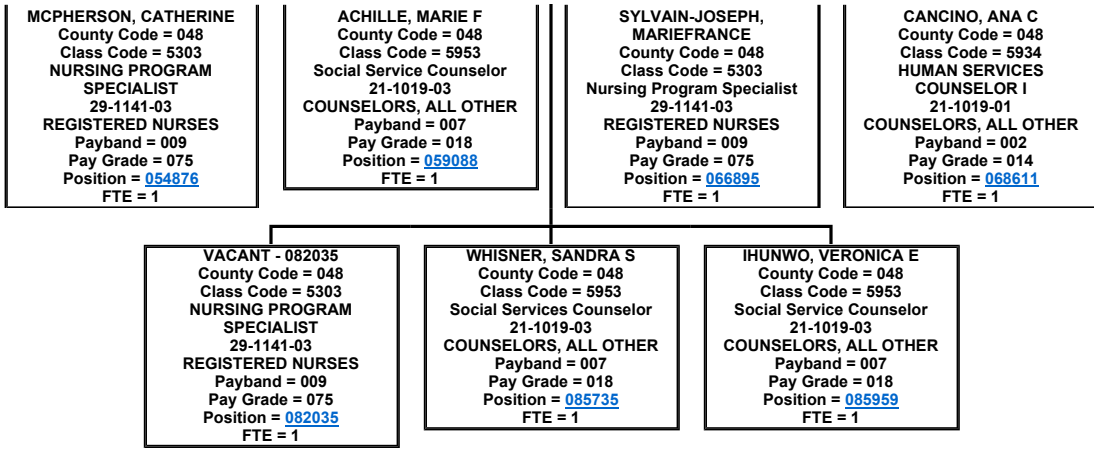 MCPHERSON, CATHERINE
County Code = 048
Class Code = 5303
NURSING PROGRAM
SPECIALIST
29-1141-03
REGISTERED NURSES
Payband = 009
Pay Grade = 075
Position = 054876
FTE = 1
ACHILLE, MARIE F
County Code = 048
Class Code = 5953
Social Service Counselor
21-1019-03
COUNSELORS, ALL OTHER
Payband = 007
Pay Grade = 018
Position = 059088
FTE = 1
SYLVAIN-JOSEPH,
MARIEFRANCE
County Code = 048
Class Code = 5303
Nursing Program Specialist
29-1141-03
REGISTERED NURSES
Payband = 009
Pay Grade = 075
Position = 066895
FTE = 1
CANCINO, ANA C
County Code = 048
Class Code = 5934
HUMAN SERVICES
COUNSELOR I
21-1019-01
COUNSELORS, ALL OTHER
Payband = 002
Pay Grade = 014
Position = 068611
FTE = 1
VACANT - 082035
County Code = 048
Class Code = 5303
NURSING PROGRAM
SPECIALIST
29-1141-03
REGISTERED NURSES
Payband = 009
Pay Grade = 075
Position = 082035
FTE = 1
WHISNER, SANDRA S
County Code = 048
Class Code = 5953
Social Services Counselor
21-1019-03
COUNSELORS, ALL OTHER
Payband = 007
Pay Grade = 018
Position = 085735
FTE = 1
IHUNWO, VERONICA E
County Code = 048
Class Code = 5953
Social Service Counselor
21-1019-03
COUNSELORS, ALL OTHER
Payband = 007
Pay Grade = 018
Position = 085959
FTE = 1